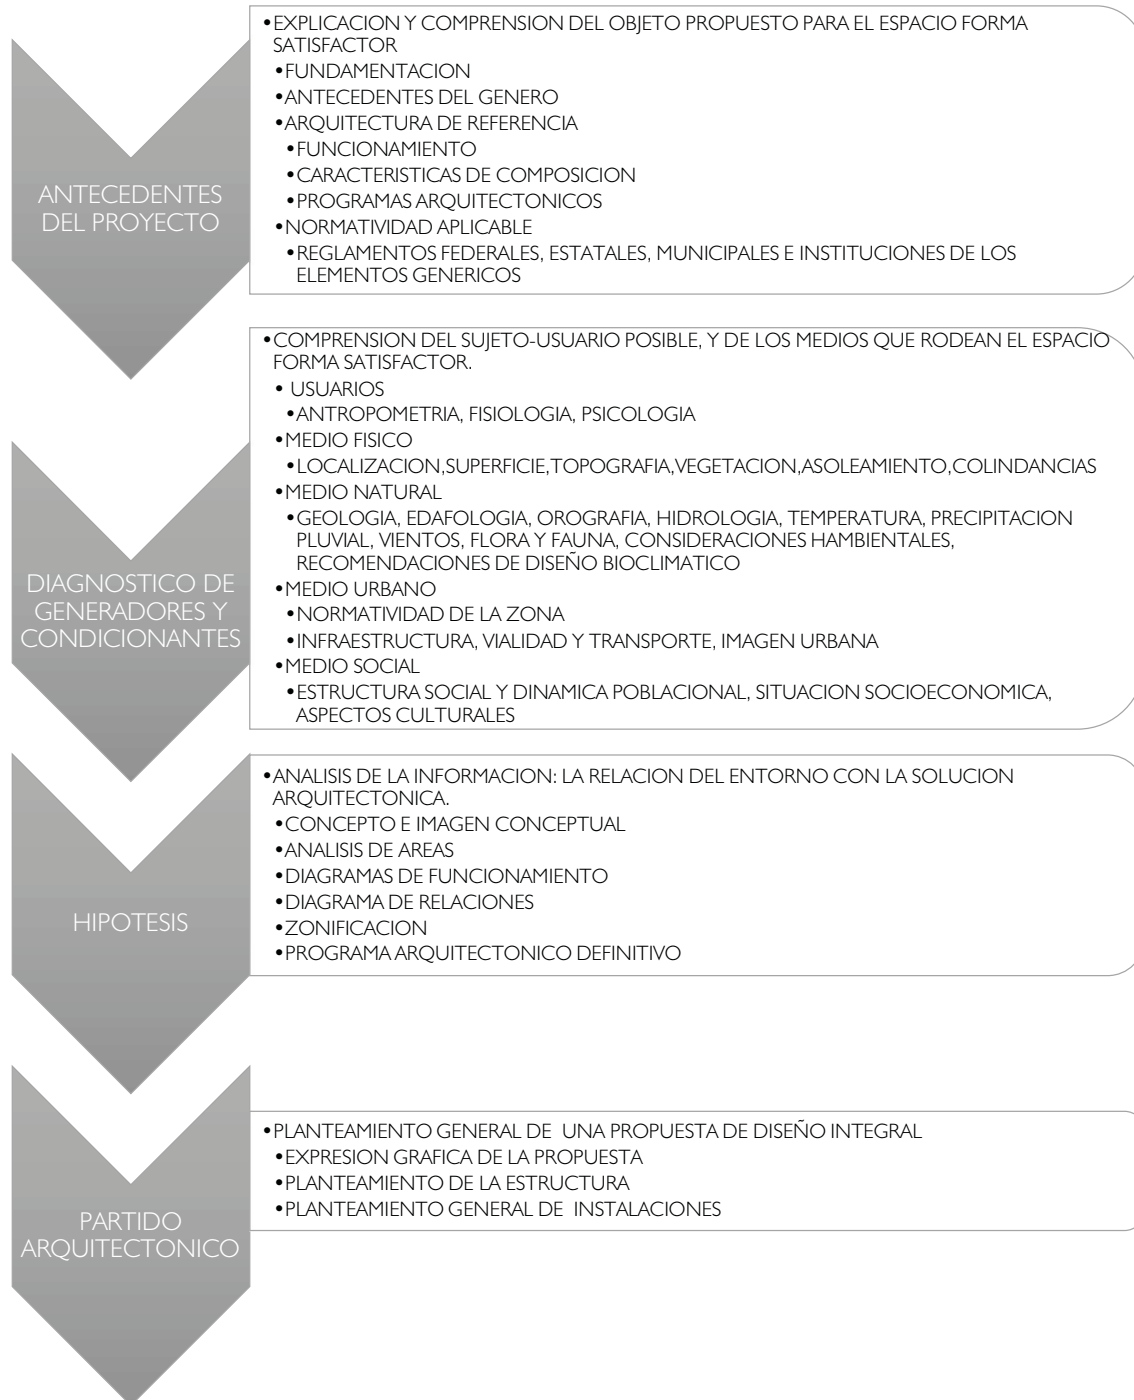 ANTECEDENTES
DEL PROYECTO
•EXPLICACION Y COMPRENSION DEL OBJETO PROPUESTO PARA EL ESPACIO FORMA
SATISFACTOR
•FUNDAMENTACION
•ANTECEDENTES DEL GENERO
•ARQUITECTURA DE REFERENCIA
•FUNCIONAMIENTO
•CARACTERISTICAS DE COMPOSICION
•PROGRAMAS ARQUITECTONICOS
•NORMATIVIDAD APLICABLE
•REGLAMENTOS FEDERALES, ESTATALES, MUNICIPALES E INSTITUCIONES DE LOS
ELEMENTOS GENERICOS
DIAGNOSTICO DE
GENERADORES Y
CONDICIONANTES
•COMPRENSION DEL SUJETO-USUARIO POSIBLE, Y DE LOS MEDIOS QUE RODEAN EL ESPACIO
FORMA SATISFACTOR.
• USUARIOS
•ANTROPOMETRIA, FISIOLOGIA, PSICOLOGIA
•MEDIO FISICO
•LOCALIZACION,SUPERFICIE,TOPOGRAFIA,VEGETACION,ASOLEAMIENTO,COLINDANCIAS
•MEDIO NATURAL
•GEOLOGIA, EDAFOLOGIA, OROGRAFIA, HIDROLOGIA, TEMPERATURA, PRECIPITACION
PLUVIAL, VIENTOS, FLORA Y FAUNA, CONSIDERACIONES HAMBIENTALES,
RECOMENDACIONES DE DISEÑO BIOCLIMATICO
•MEDIO URBANO
•NORMATIVIDAD DE LA ZONA
•INFRAESTRUCTURA, VIALIDAD Y TRANSPORTE, IMAGEN URBANA
•MEDIO SOCIAL
•ESTRUCTURA SOCIAL Y DINAMICA POBLACIONAL, SITUACION SOCIOECONOMICA,
ASPECTOS CULTURALES
HIPOTESIS
•ANALISIS DE LA INFORMACION: LA RELACION DEL ENTORNO CON LA SOLUCION
ARQUITECTONICA.
•CONCEPTO E IMAGEN CONCEPTUAL
•ANALISIS DE AREAS
•DIAGRAMAS DE FUNCIONAMIENTO
•DIAGRAMA DE RELACIONES
•ZONIFICACION
•PROGRAMA ARQUITECTONICO DEFINITIVO
PARTIDO
ARQUITECTONICO
•PLANTEAMIENTO GENERAL DE UNA PROPUESTA DE DISEÑO INTEGRAL
•EXPRESION GRAFICA DE LA PROPUESTA
•PLANTEAMIENTO DE LA ESTRUCTURA
•PLANTEAMIENTO GENERAL DE INSTALACIONES